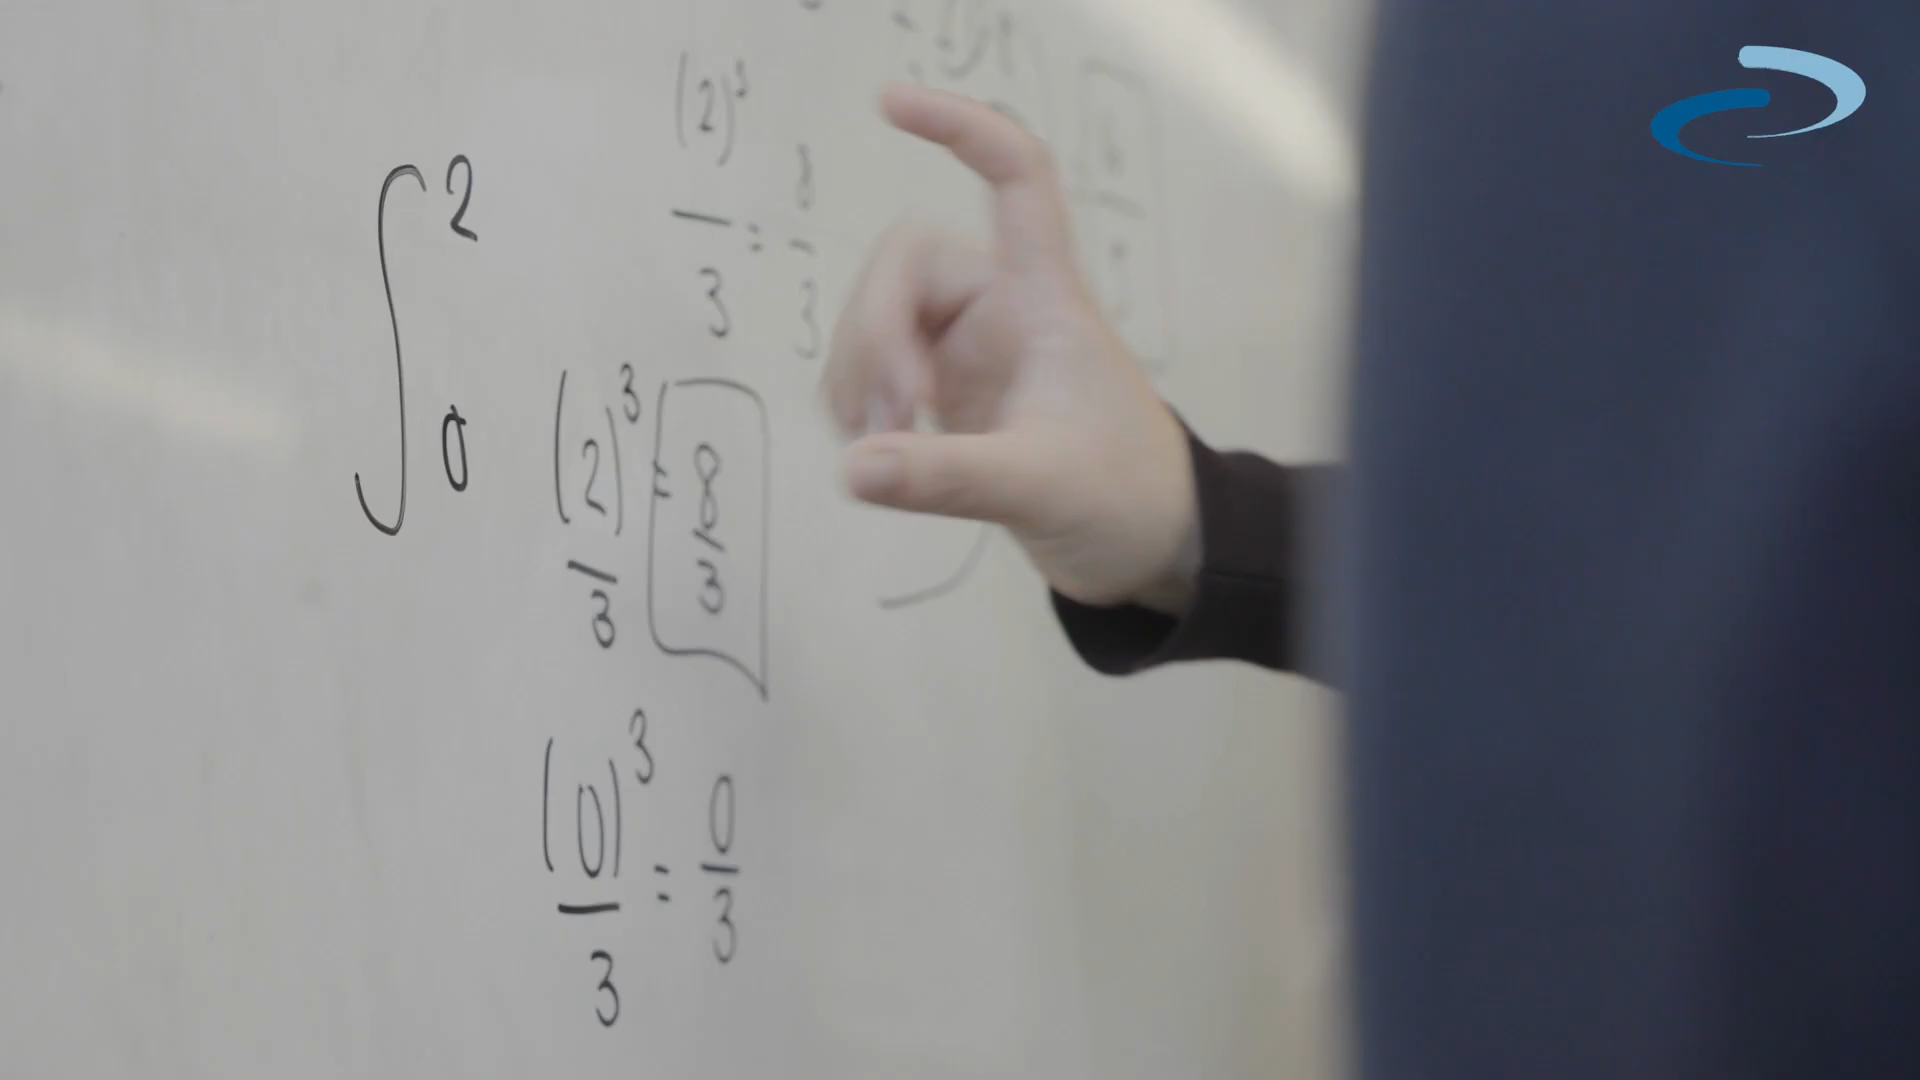 (2)³
— = 8/3
3
∫₀²
(2)³/3 = 8/3
(0)³/3 = 0/3